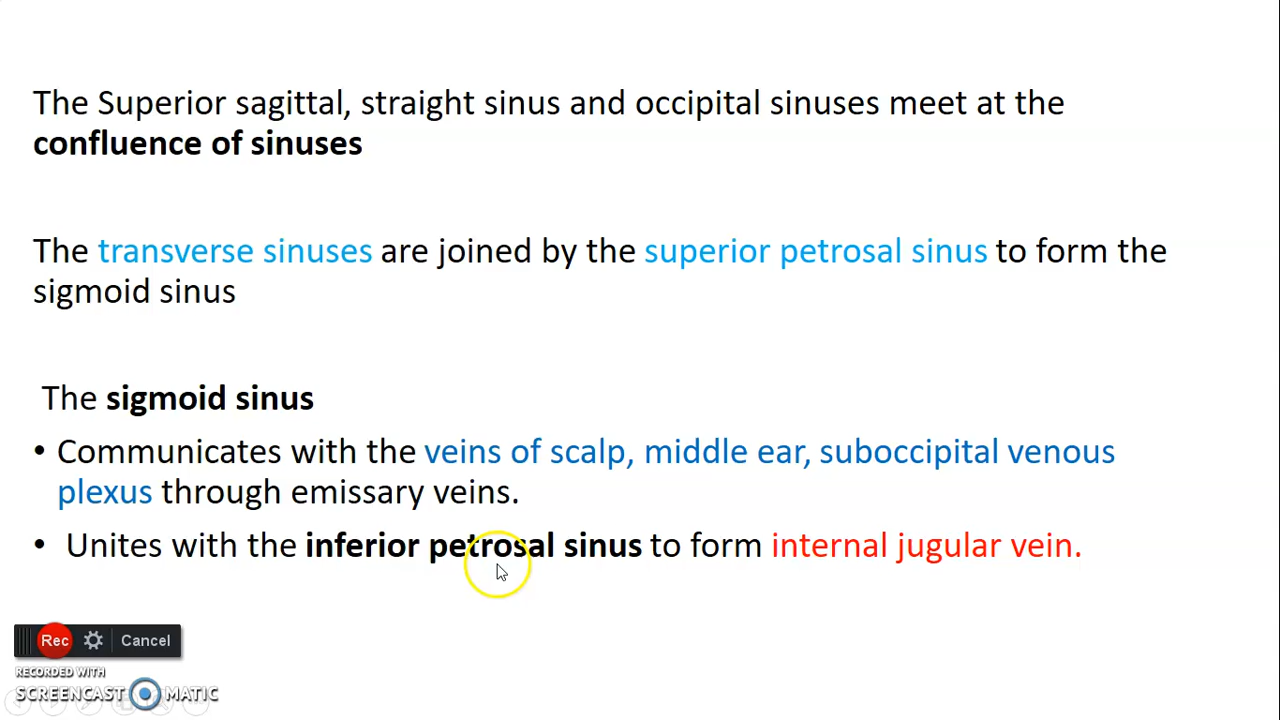 The Superior sagittal, straight sinus and occipital sinuses meet at the
confluence of sinuses
The transverse sinuses are joined by the superior petrosal sinus to form the
sigmoid sinus
The sigmoid sinus
• Communicates with the veins of scalp, middle ear, suboccipital venous
plexus through emissary veins.
• Unites with the inferior petrosal sinus to form internal jugular vein.
Rec Cancel
RECORDED WITH
SCREENCAST MATIC